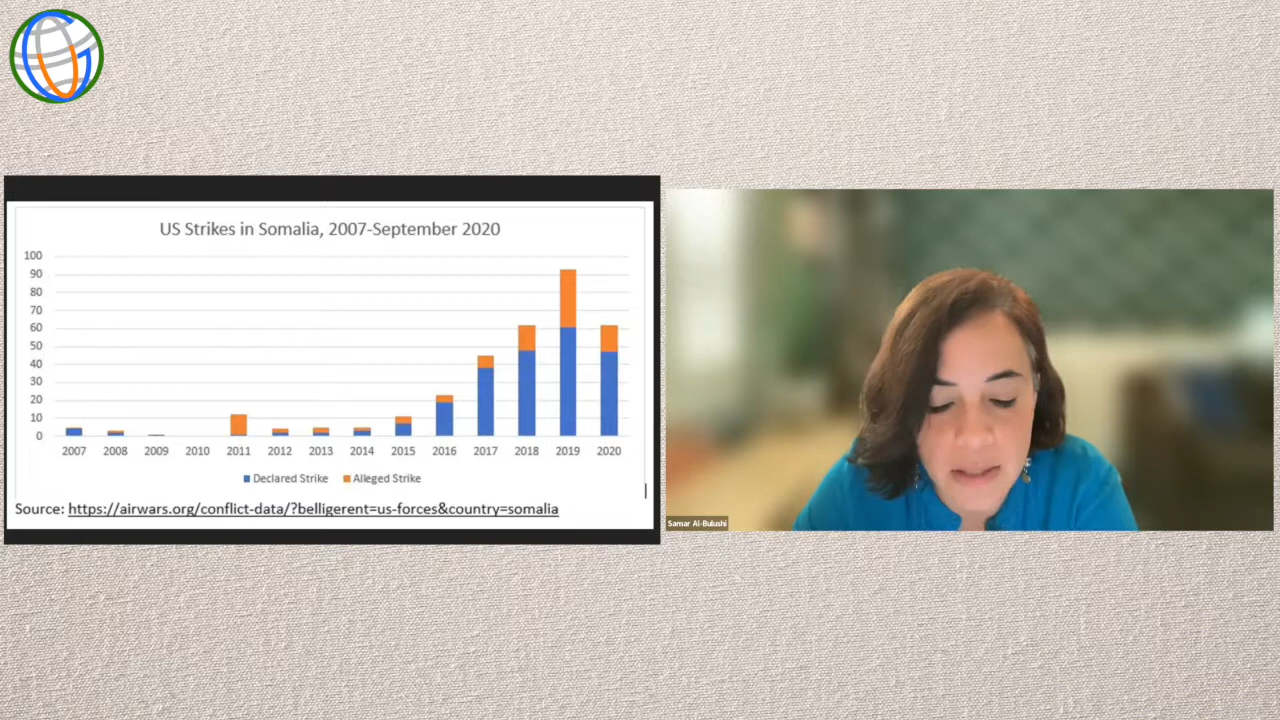 US Strikes in Somalia, 2007-September 2020
100
90
80
70
60
50
40
30
20
10
0
2007 2008 2009 2010 2011 2012 2013 2014 2015 2016 2017 2018 2019 2020
Declared Strike Alleged Strike
Source: https://airwars.org/conflict-data/?belligerent=us-forces&country=somalia
Samar Al-Bulushi